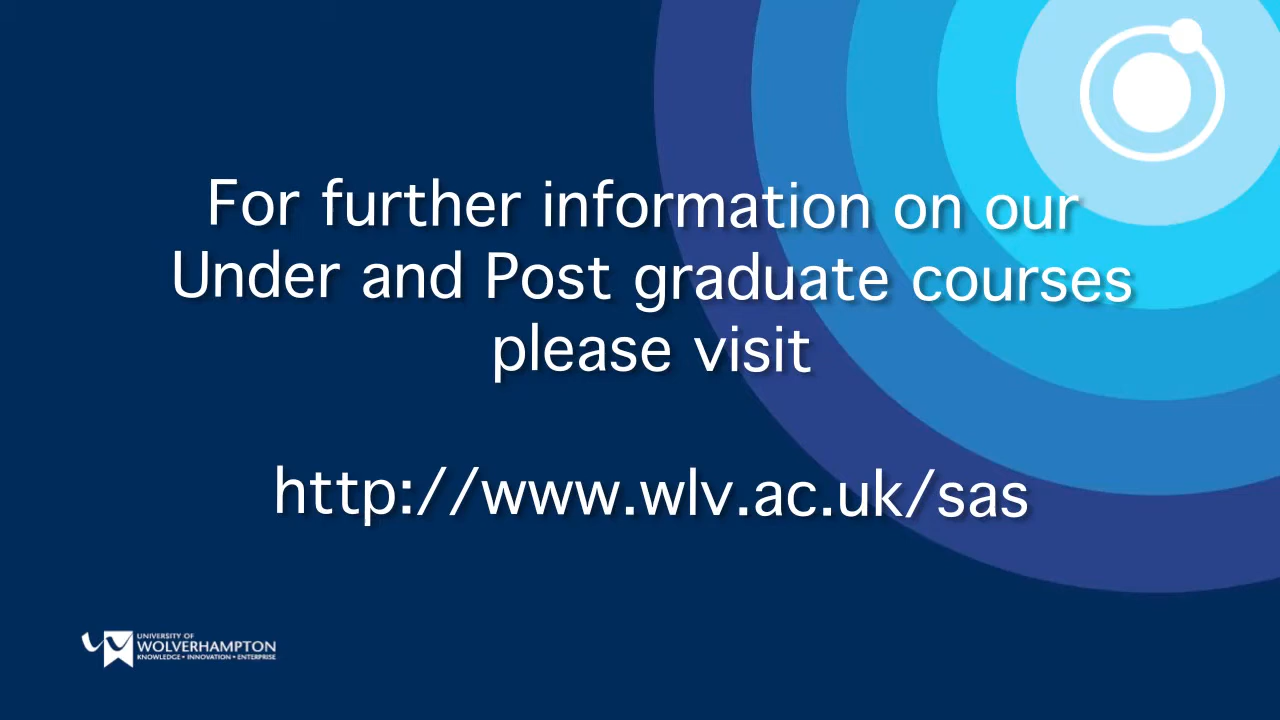 For further information on our
Under and Post graduate courses
please visit
http://www.wlv.ac.uk/sas
UNIVERSITY OF
WOLVERHAMPTON
KNOWLEDGE • INNOVATION • ENTERPRISE